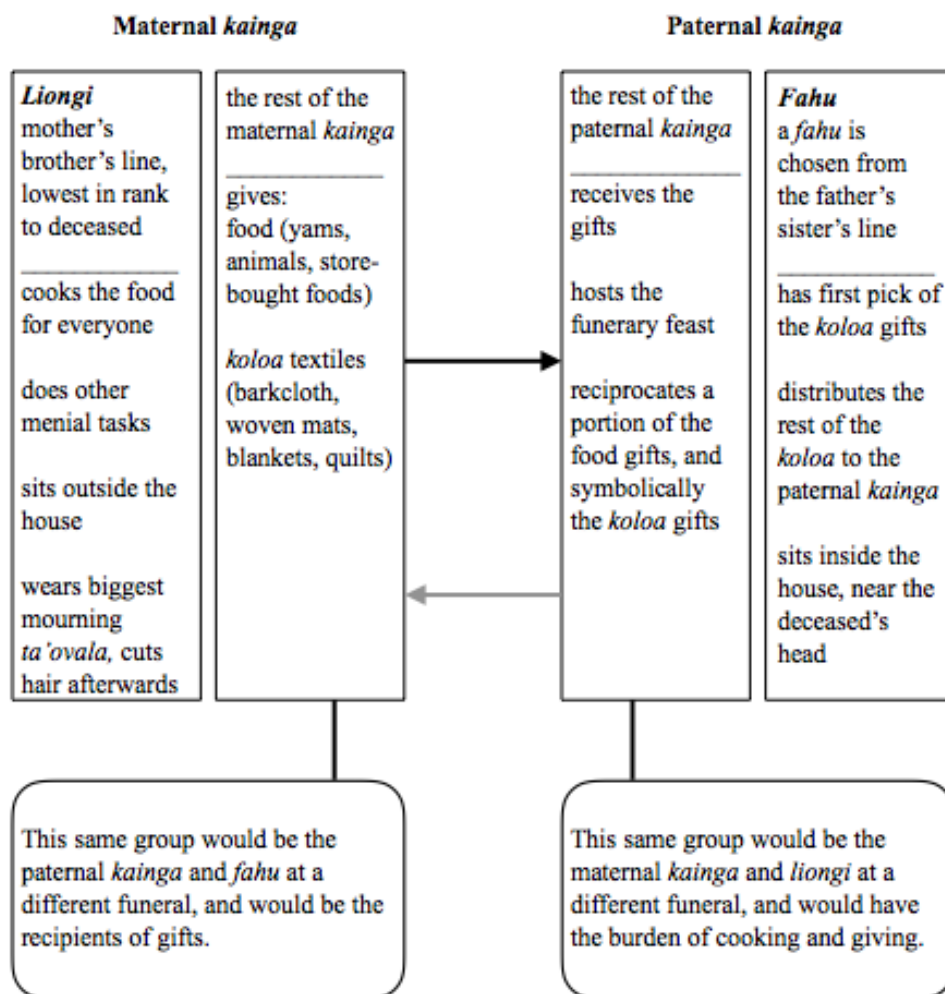 Maternal kainga
Liongi
mother's
brother's line,
lowest in rank
to deceased
cooks the food
for everyone
does other
menial tasks
sits outside the
house
wears biggest
mourning
ta'ovala, cuts
hair afterwards
the rest of the
maternal kainga
gives:
food (yams,
animals, store-
bought foods)
koloa textiles
(barkcloth,
woven mats,
blankets, quilts)
Paternal kainga
the rest of the
paternal kainga
receives the
gifts
hosts the
funerary feast
reciprocates a
portion of the
food gifts, and
symbolically
the koloa gifts
Fahu
a fahu is
chosen from
the father's
sister's line
has first pick of
the koloa gifts
distributes the
rest of the
koloa to the
paternal kainga
sits inside the
house, near the
deceased's
head
This same group would be the
paternal kainga and fahu at a
different funeral, and would be the
recipients of gifts.
This same group would be the
maternal kainga and liongi at a
different funeral, and would have
the burden of cooking and giving.